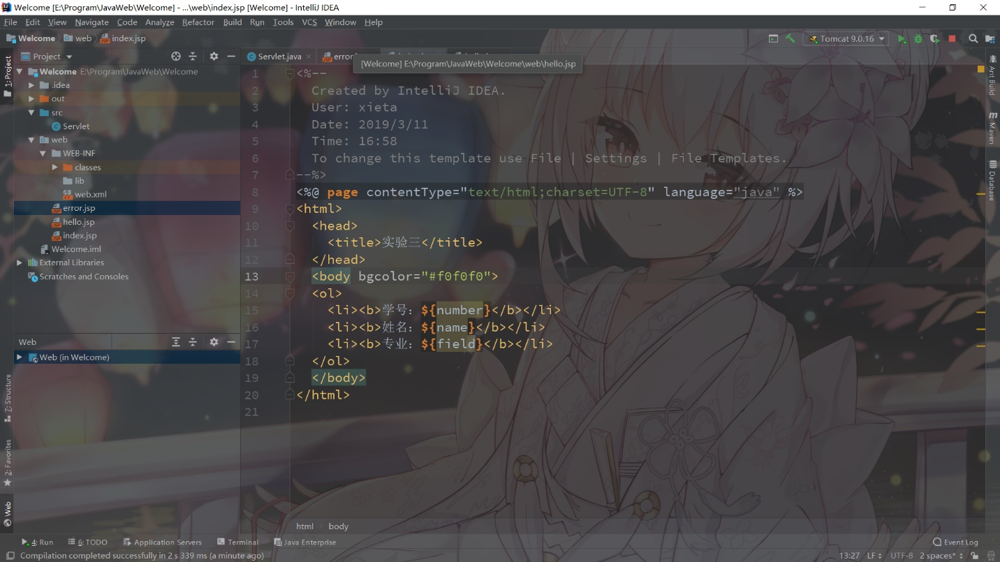 Welcome [E:\Program\JavaWeb\Welcome] - ...\web\index.jsp [Welcome] - IntelliJ IDEA
File Edit View Navigate Code Analyze Refactor Build Run Tools VCS Window Help
Welcome web index.jsp Tomcat 9.0.16
Project Servlet.java error
[Welcome] E:\Program\JavaWeb\Welcome\web\hello.jsp
1: Project
Welcome E:\Program\JavaWeb\Welcome
.idea
out
src
Servlet
web
WEB-INF
classes
lib
web.xml
error.jsp
hello.jsp
index.jsp
Welcome.iml
External Libraries
Scratches and Consoles
Web
Web (in Welcome)
Z: Structure
2: Favorites
Web
1 <%--
2 Created by IntelliJ IDEA.
3 User: xieta
4 Date: 2019/3/11
5 Time: 16:58
6 To change this template use File | Settings | File Templates.
7 --%>
8 <%@ page contentType="text/html;charset=UTF-8" language="java" %>
9 <html>
10 <head>
11 <title>实验三</title>
12 </head>
13 <body bgcolor="#f0f0f0">
14 <ol>
15 <li><b>学号：${number}</b></li>
16 <li><b>姓名：${name}</b></li>
17 <li><b>专业：${field}</b></li>
18 </ol>
19 </body>
20 </html>
21
Ant Build
Maven
Database
html body
4: Run 6: TODO Application Servers Terminal Java Enterprise Event Log
Compilation completed successfully in 2 s 339 ms (a minute ago) 13:27 LF UTF-8 2 spaces*